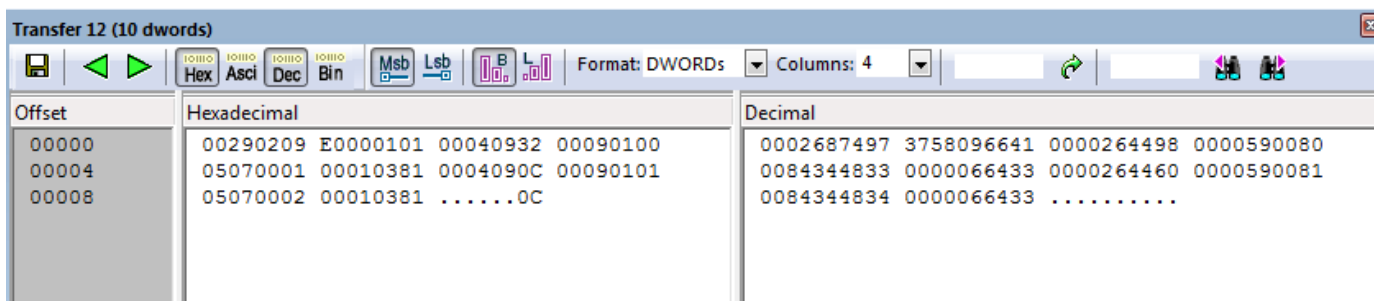 Transfer 12 (10 dwords)
Hex Asci Dec Bin Msb Lsb B L Format: DWORDs Columns: 4
Offset Hexadecimal Decimal
00000 00290209 E0000101 00040932 00090100 0002687497 3758096641 0000264498 0000590080
00004 05070001 00010381 0004090C 00090101 0084344833 0000066433 0000264460 0000590081
00008 05070002 00010381 ......0C 0084344834 0000066433 ..........